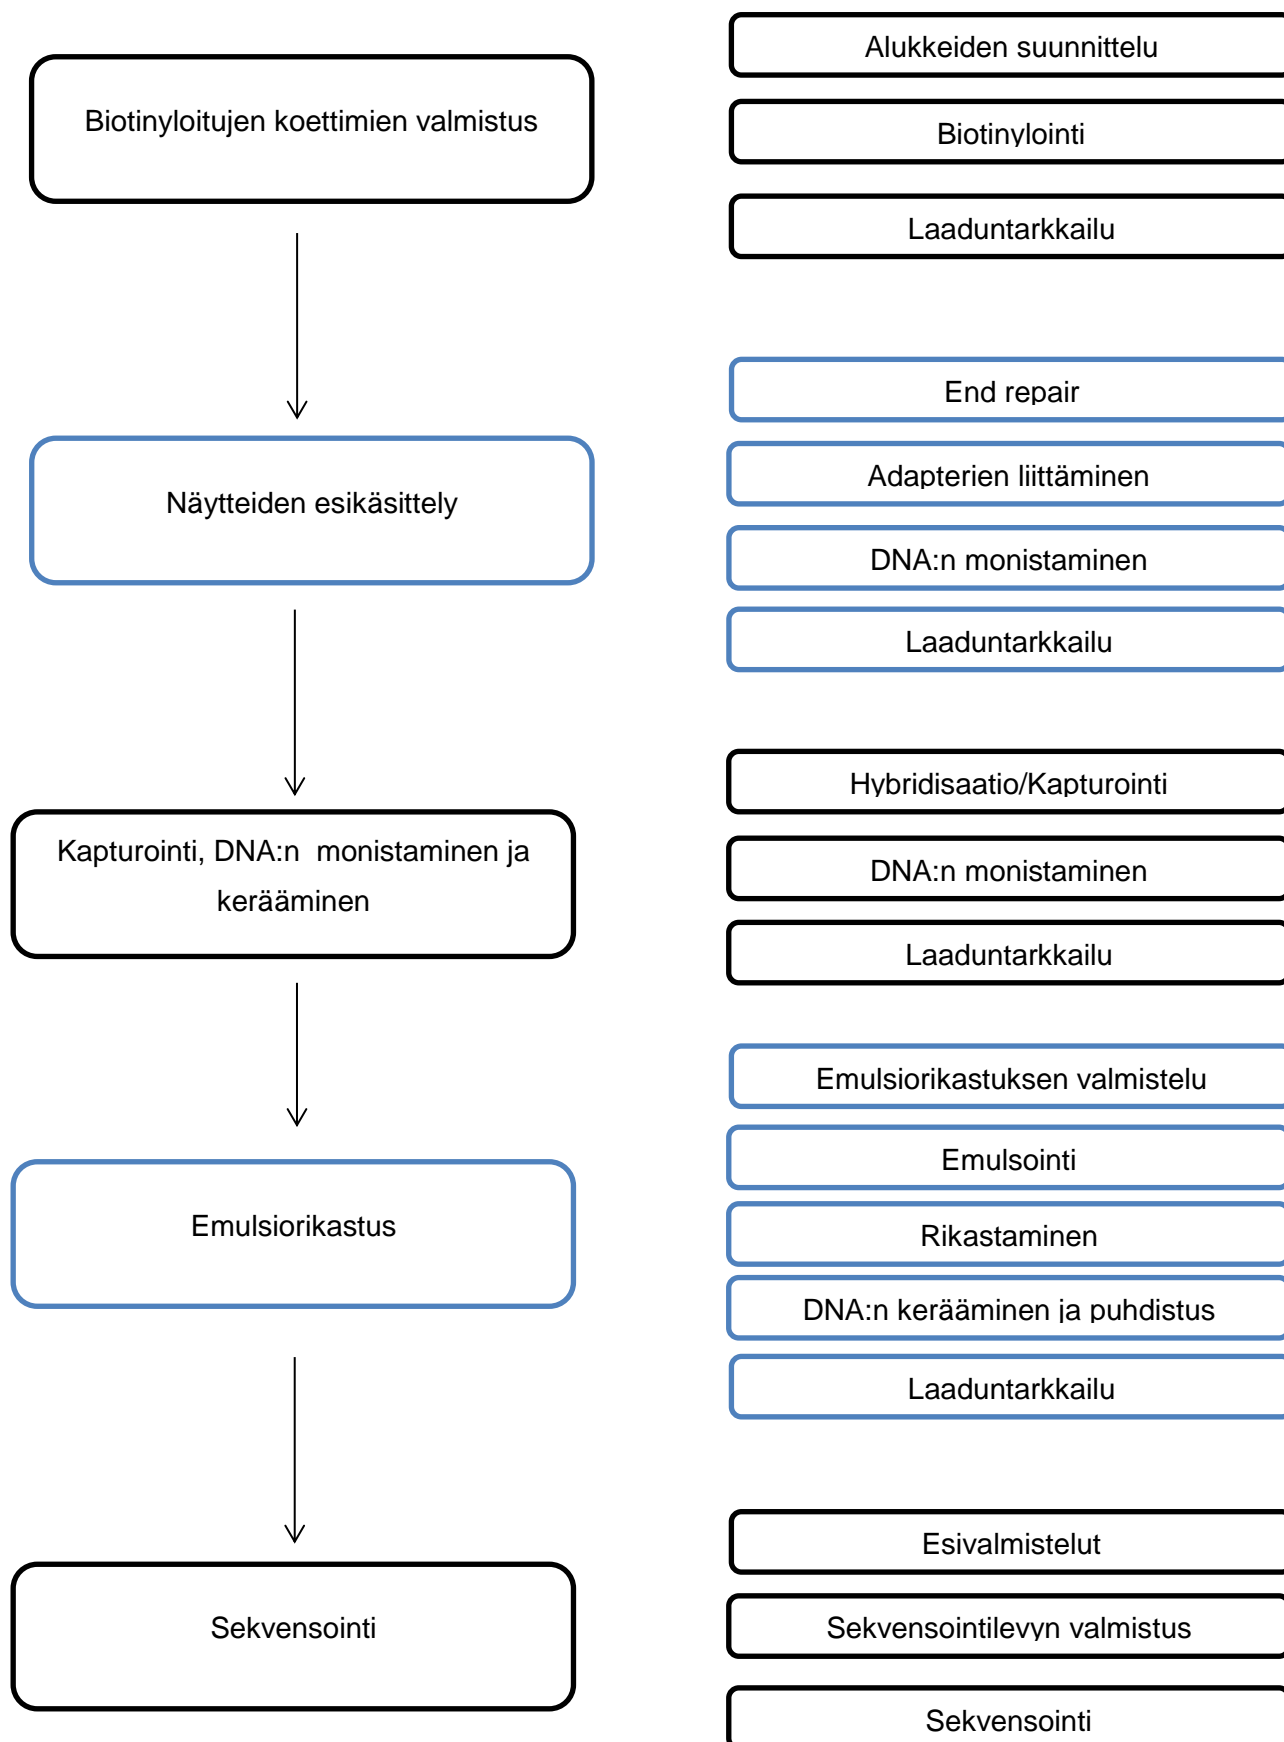 Biotinyloitujen koettimien valmistus
Alukkeiden suunnittelu
Biotinylointi
Laaduntarkkailu
Näytteiden esikäsittely
End repair
Adapterien liittäminen
DNA:n monistaminen
Laaduntarkkailu
Kapturointi, DNA:n monistaminen ja
kerääminen
Hybridisaatio/Kapturointi
DNA:n monistaminen
Laaduntarkkailu
Emulsiorikastus
Emulsiorikastuksen valmistelu
Emulsointi
Rikastaminen
DNA:n kerääminen ja puhdistus
Laaduntarkkailu
Sekvensointi
Esivalmistelut
Sekvensointilevyn valmistus
Sekvensointi